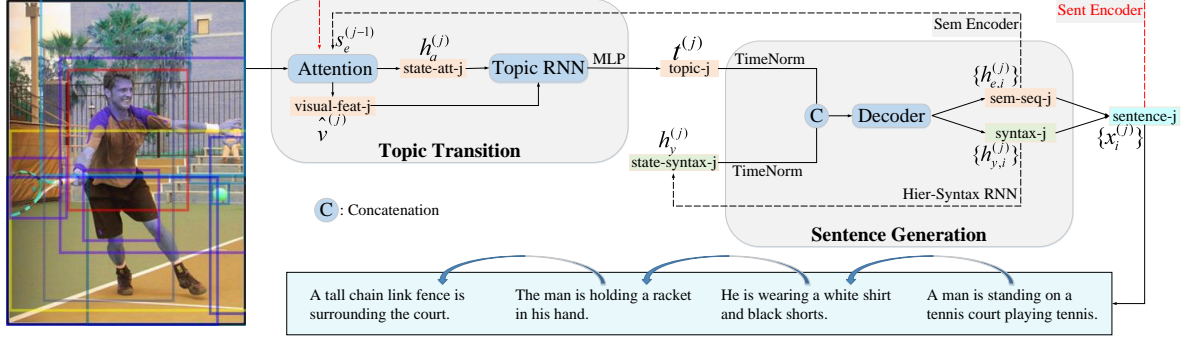 Sem Encoder
Sent Encoder
s_e^{(j-1)}
Attention
h_a^{(j)}
state-att-j
Topic RNN
MLP
t^{(j)}
topic-j
TimeNorm
visual-feat-j
v̂^{(j)}
Topic Transition
C
Decoder
{h_{e,i}^{(j)}}
sem-seq-j
syntax-j
{h_{y,i}^{(j)}}
sentence-j
{x_i^{(j)}}
h_y^{(j)}
state-syntax-j
TimeNorm
Hier-Syntax RNN
C : Concatenation
Sentence Generation
A tall chain link fence is
surrounding the court.
The man is holding a racket
in his hand.
He is wearing a white shirt
and black shorts.
A man is standing on a
tennis court playing tennis.